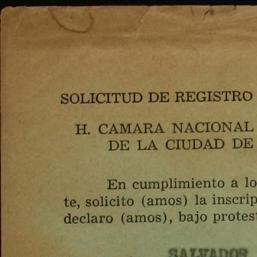 SOLICITUD DE REGISTRO
H. CAMARA NACIONAL
DE LA CIUDAD DE
En cumplimiento a lo
te, solicito (amos) la inscrip
declaro (amos), bajo protest
SALVADOR